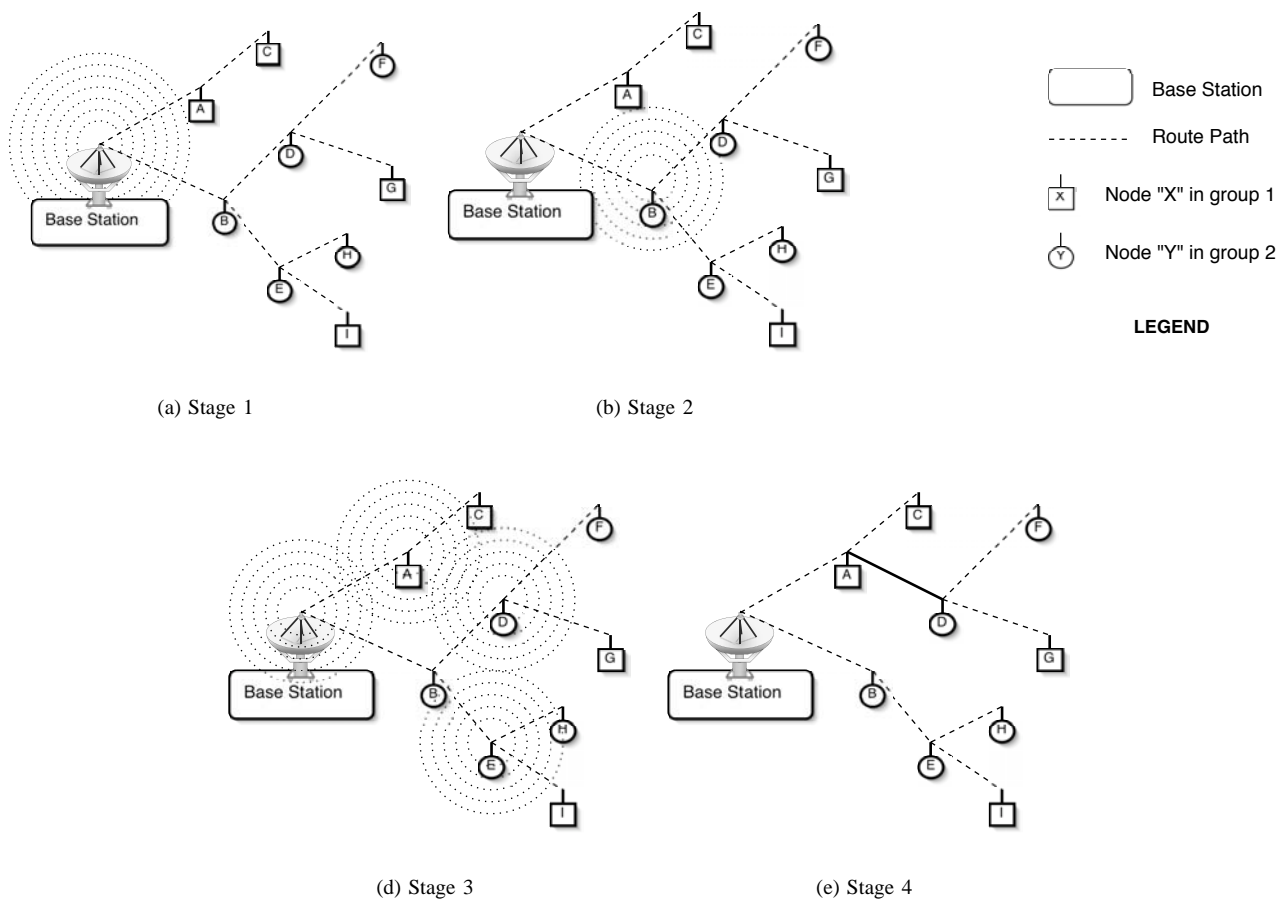 C
F
A
D
G
Base Station
B
H
E
I
(a) Stage 1
C
F
A
D
G
Base Station
B
H
E
I
(b) Stage 2
Base Station
Route Path
X
Node "X" in group 1
Y
Node "Y" in group 2
LEGEND
C
F
A
D
G
Base Station
B
H
E
I
(d) Stage 3
C
F
A
D
G
Base Station
B
H
E
I
(e) Stage 4